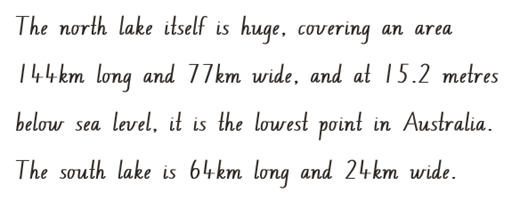 The north lake itself is huge, covering an area
144km long and 77km wide, and at 15.2 metres
below sea level, it is the lowest point in Australia.
The south lake is 64km long and 24km wide.